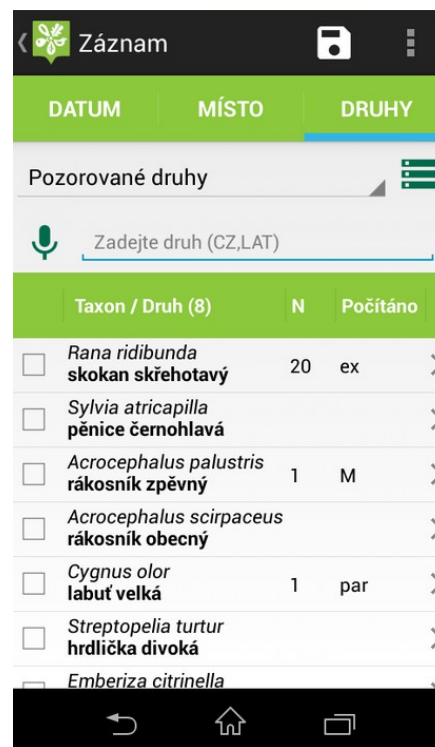 Záznam
DATUM MÍSTO DRUHY
Pozorované druhy
Zadejte druh (CZ,LAT)
Taxon / Druh (8) N Počítáno
Rana ridibunda
skokan skřehotavý 20 ex
Sylvia atricapilla
pěnice černohlavá
Acrocephalus palustris
rákosník zpěvný 1 M
Acrocephalus scirpaceus
rákosník obecný
Cygnus olor
labuť velká 1 par
Streptopelia turtur
hrdlička divoká
Emberiza citrinella